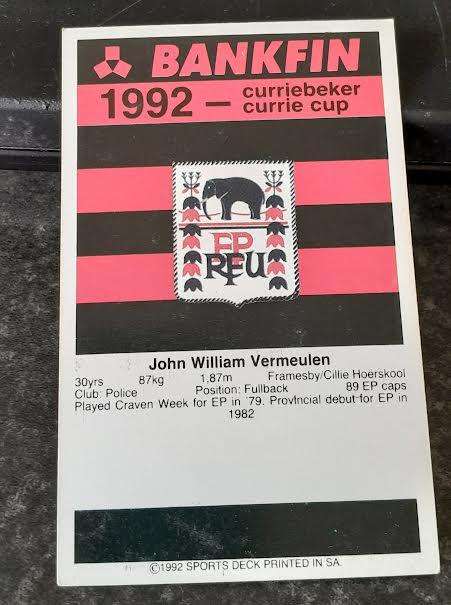 BANKFIN
1992 – curriebeker
currie cup
EP
RFU
John William Vermeulen
30yrs 87kg 1.87m Framesby/Cillie Hoerskool
Club: Police Position: Fullback 89 EP caps
Played Craven Week for EP in '79. Provincial debut for EP in
1982
©1992 SPORTS DECK PRINTED IN SA.